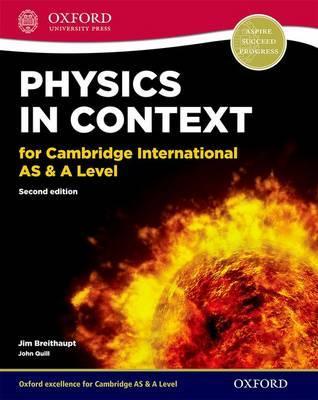 OXFORD
UNIVERSITY PRESS
ASPIRE
SUCCEED
PROGRESS
PHYSICS
IN CONTEXT
for Cambridge International
AS & A Level
Second edition
Jim Breithaupt
John Quill
Oxford excellence for Cambridge AS & A Level
OXFORD